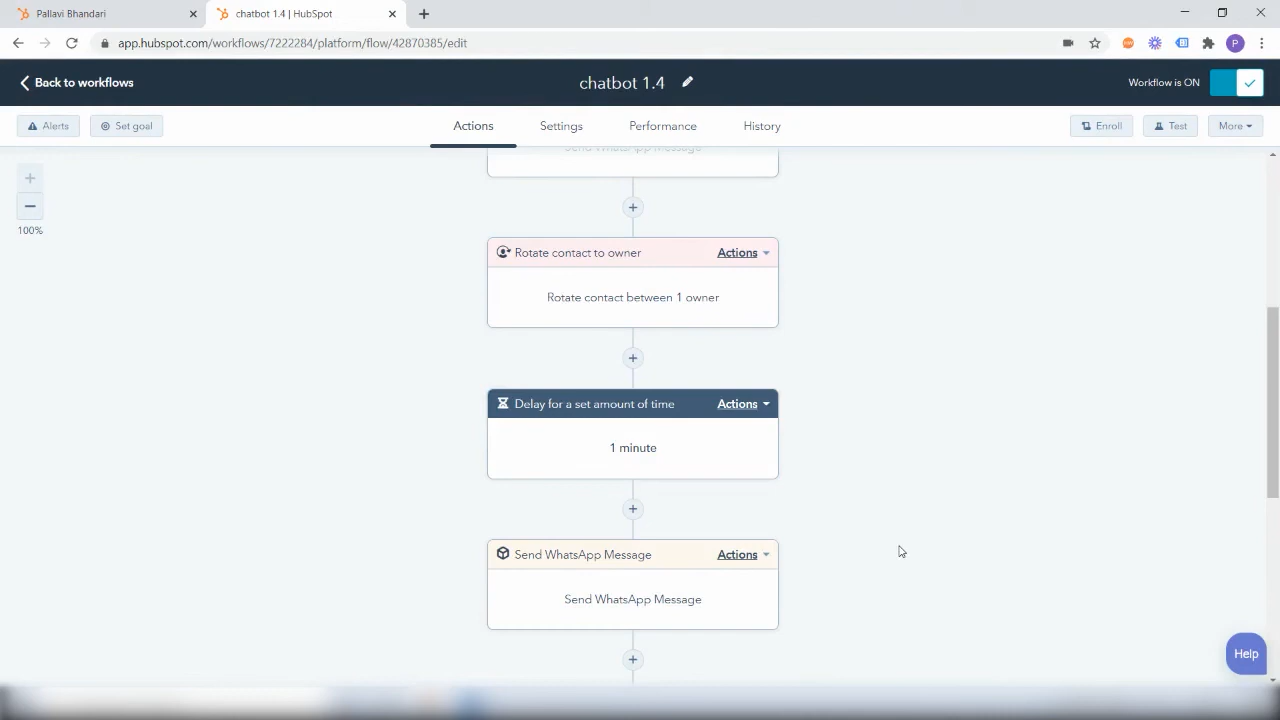 Pallavi Bhandari
chatbot 1.4 | HubSpot
app.hubspot.com/workflows/7222284/platform/flow/42870385/edit
P
Back to workflows
chatbot 1.4
Workflow is ON
Alerts
Set goal
Actions
Settings
Performance
History
Enroll
Test
More
Send WhatsApp Message
100%
Rotate contact to owner
Actions
Rotate contact between 1 owner
Delay for a set amount of time
Actions
1 minute
Send WhatsApp Message
Actions
Send WhatsApp Message
Help